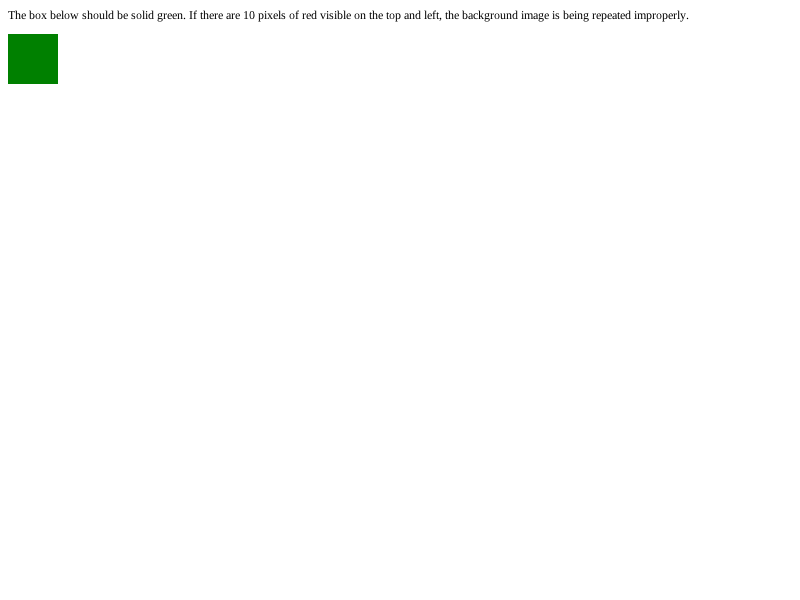 The box below should be solid green. If there are 10 pixels of red visible on the top and left, the background image is being repeated improperly.